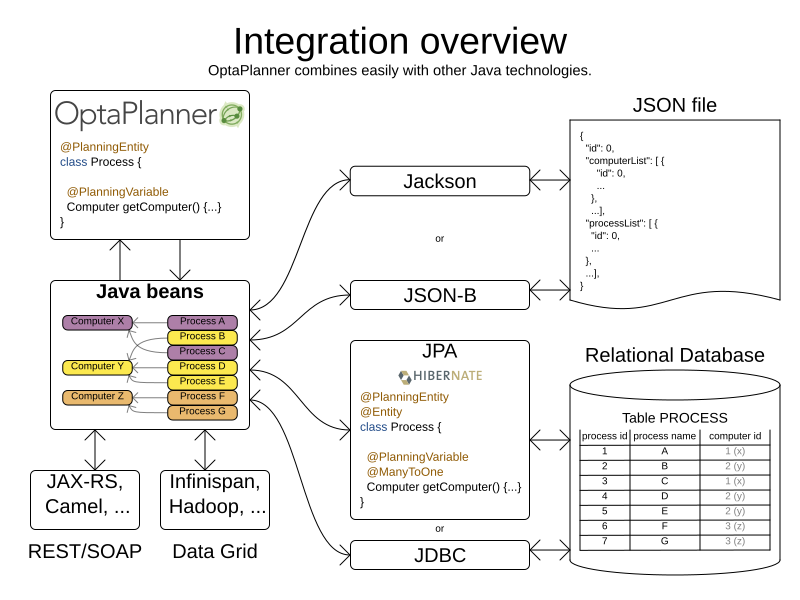 Integration overview
OptaPlanner combines easily with other Java technologies.
OptaPlanner
@PlanningEntity
class Process {
@PlanningVariable
Computer getComputer() {...}
}
Java beans
Computer X
Computer Y
Computer Z
Process A
Process B
Process C
Process D
Process E
Process F
Process G
JAX-RS,
Camel, ...
REST/SOAP
Infinispan,
Hadoop, ...
Data Grid
Jackson
or
JSON-B
JPA
HIBERNATE
@PlanningEntity
@Entity
class Process {
@PlanningVariable
@ManyToOne
Computer getComputer() {...}
}
or
JDBC
JSON file
{
"id": 0,
"computerList": [ {
"id": 0,
...
},
...],
"processList": [ {
"id": 0,
...
},
...],
}
Relational Database
Table PROCESS
process id process name computer id
1 A 1 (x)
2 B 2 (y)
3 C 1 (x)
4 D 2 (y)
5 E 2 (y)
6 F 3 (z)
7 G 3 (z)